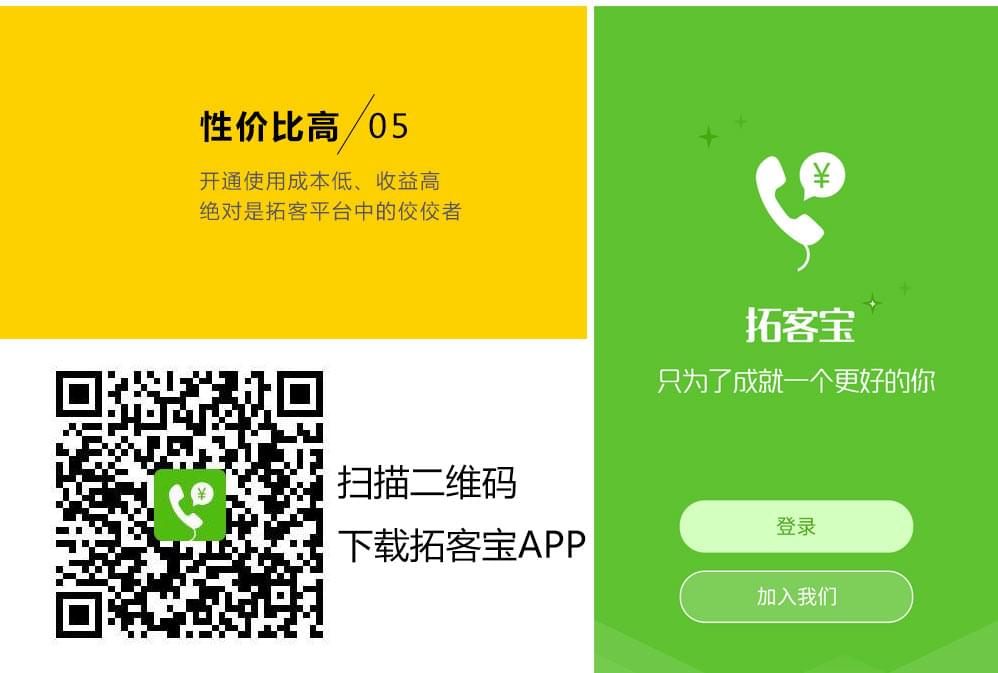 性价比高/05
开通使用成本低、收益高
绝对是拓客平台中的佼佼者
¥
扫描二维码
下载拓客宝APP
¥
拓客宝
只为了成就一个更好的你
登录
加入我们